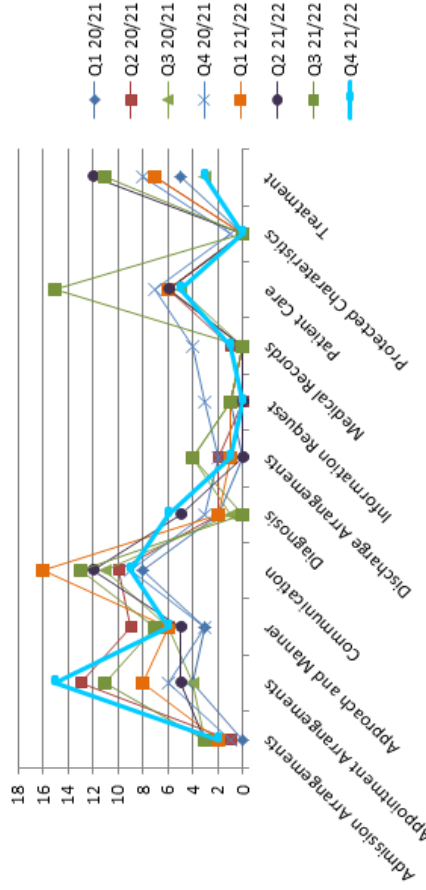 18
16
14
12
10
8
6
4
2
0
Admission Arrangements
Appointment Arrangements
Approach and Manner
Communication
Diagnosis
Discharge Arrangements
Information Request
Medical Records
Patient Care
Protected Charateristics
Treatment
Q1 20/21
Q2 20/21
Q3 20/21
Q4 20/21
Q1 21/22
Q2 21/22
Q3 21/22
Q4 21/22